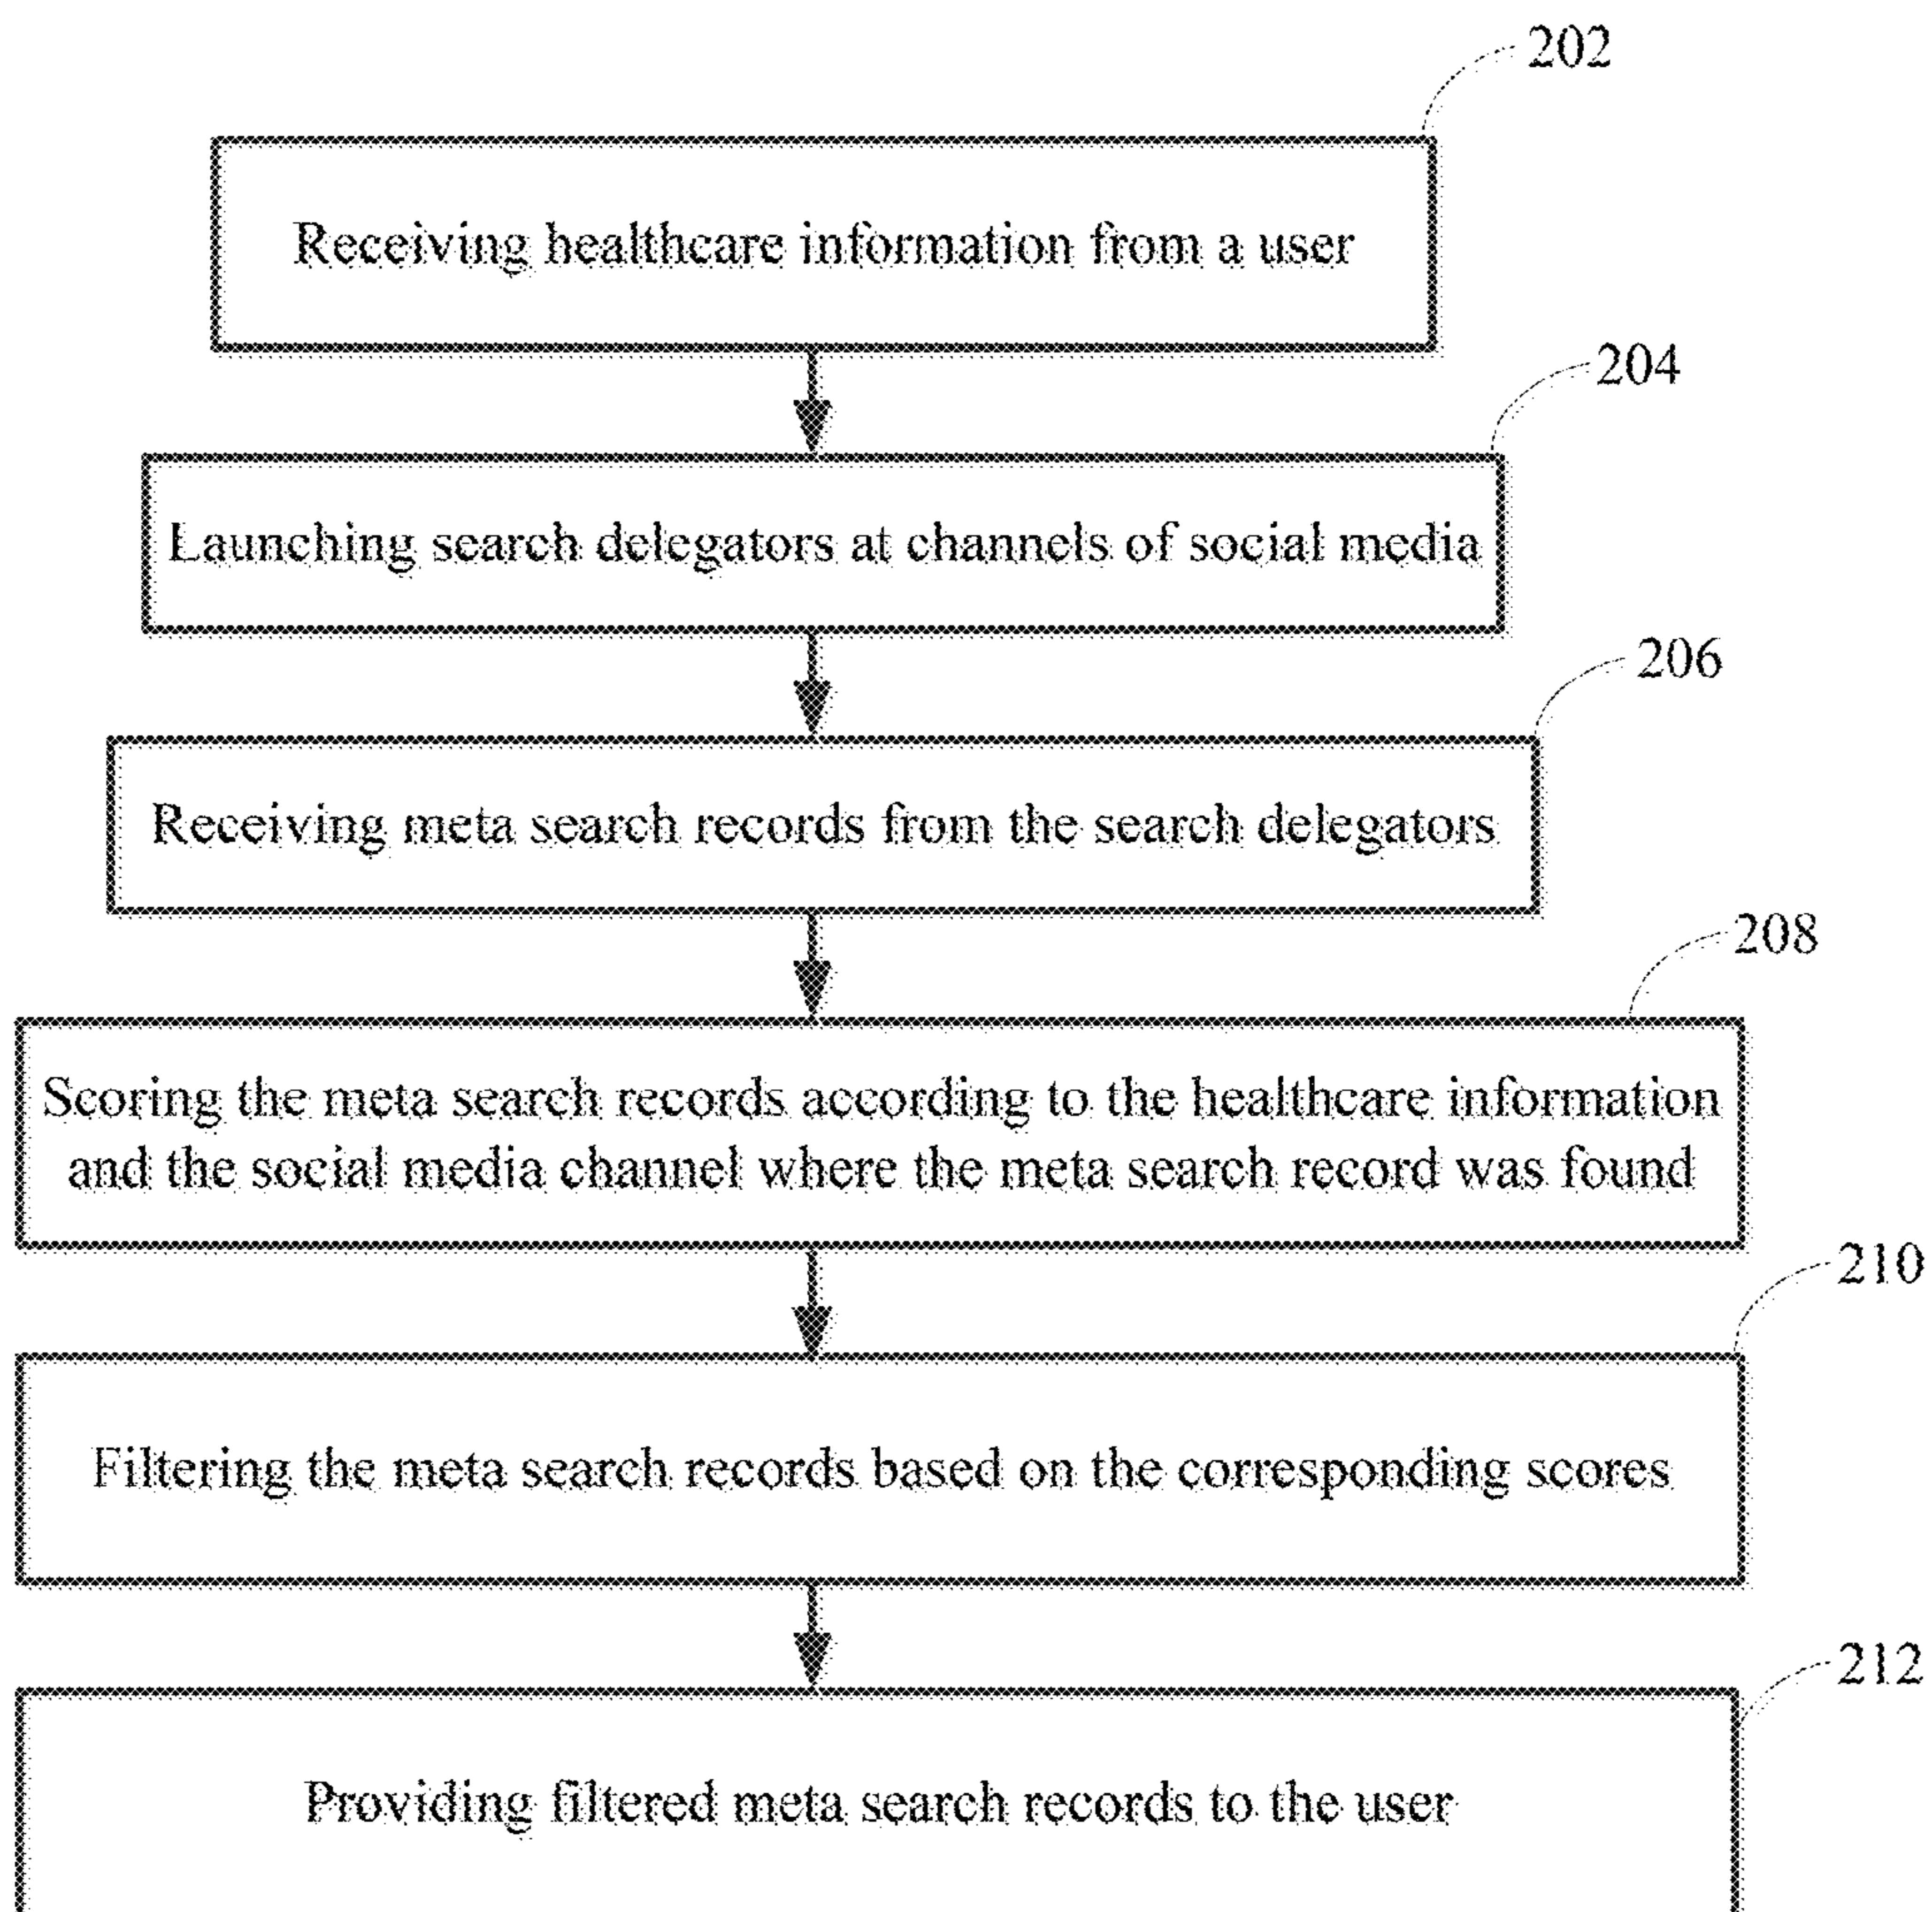 202
Receiving healthcare information from a user
204
Launching search delegators at channels of social media
206
Receiving meta search records from the search delegators
208
Scoring the meta search records according to the healthcare information
and the social media channel where the meta search record was found
210
Filtering the meta search records based on the corresponding scores
212
Providing filtered meta search records to the user